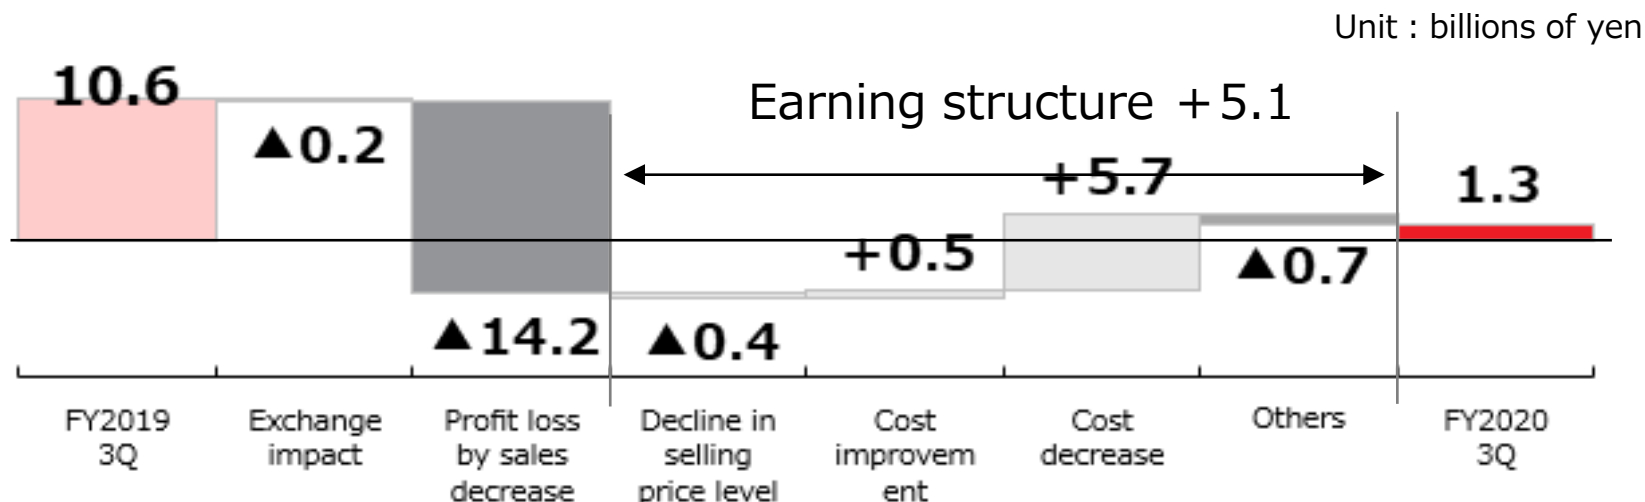 Unit : billions of yen
10.6
▲0.2
▲14.2
Earning structure +5.1
▲0.4
+0.5
+5.7
▲0.7
1.3
FY2019
3Q
Exchange
impact
Profit loss
by sales
decrease
Decline in
selling
price level
Cost
improvem
ent
Cost
decrease
Others
FY2020
3Q